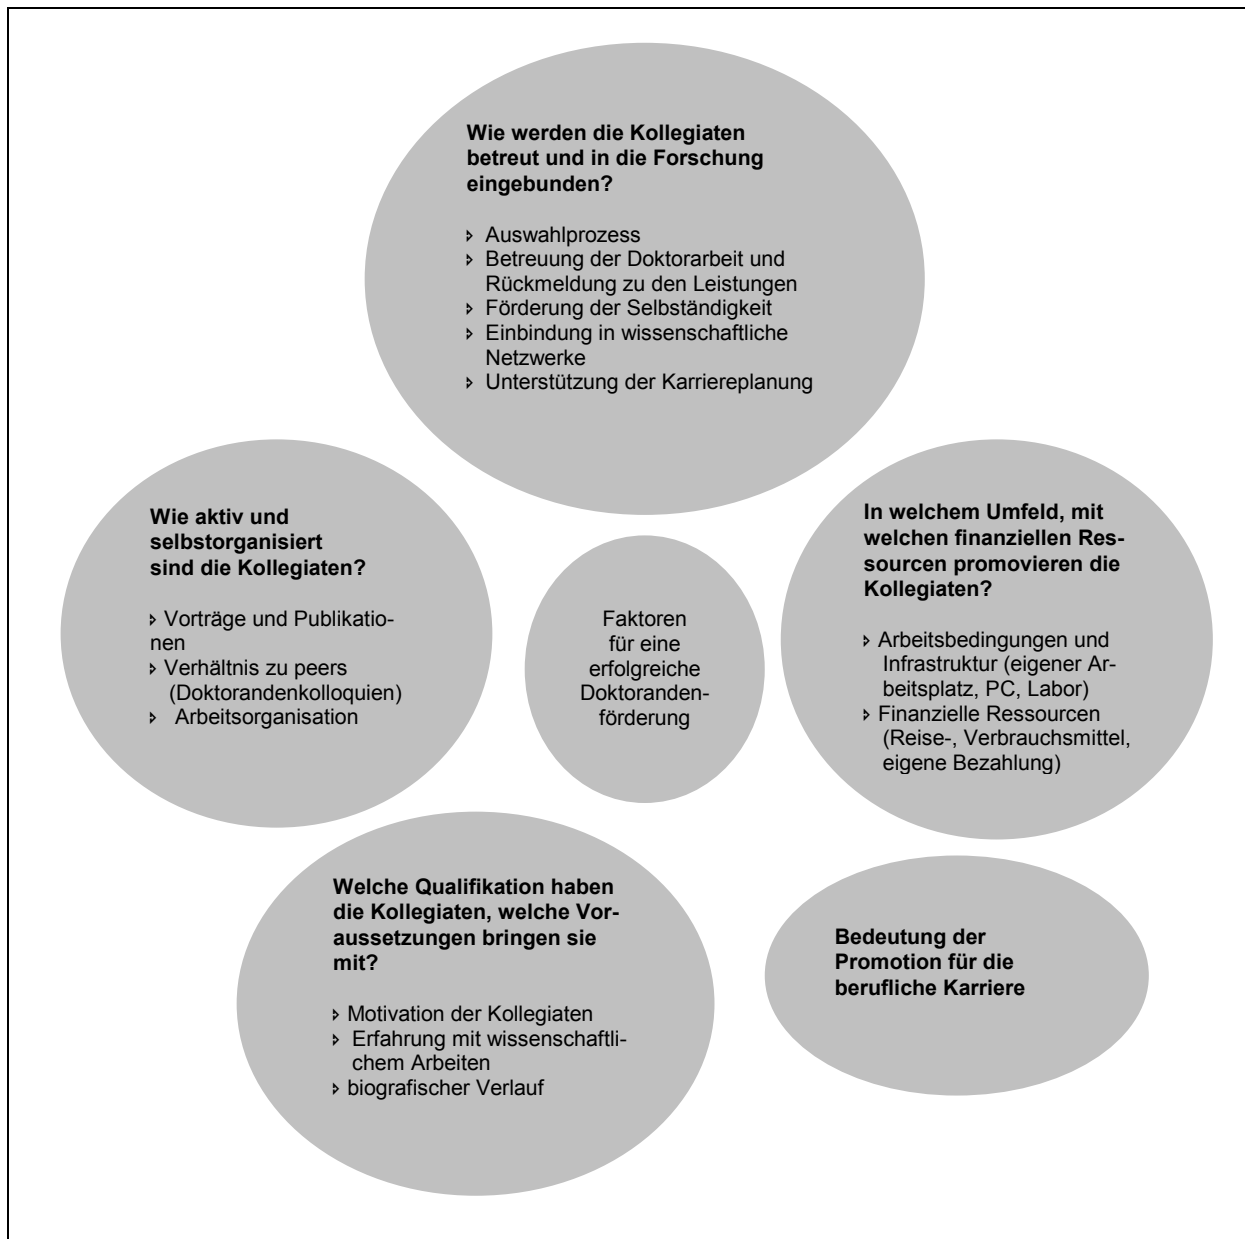 Wie werden die Kollegiaten
betreut und in die Forschung
eingebunden?
▹ Auswahlprozess
▹ Betreuung der Doktorarbeit und
Rückmeldung zu den Leistungen
▹ Förderung der Selbständigkeit
▹ Einbindung in wissenschaftliche
Netzwerke
▹ Unterstützung der Karriereplanung
Wie aktiv und
selbstorganisiert
sind die Kollegiaten?
▹ Vorträge und Publikatio-
nen
▹ Verhältnis zu peers
(Doktorandenkolloquien)
▹ Arbeitsorganisation
Faktoren
für eine
erfolgreiche
Doktoranden-
förderung
In welchem Umfeld, mit
welchen finanziellen Res-
sourcen promovieren die
Kollegiaten?
▹ Arbeitsbedingungen und
Infrastruktur (eigener Ar-
beitsplatz, PC, Labor)
▹ Finanzielle Ressourcen
(Reise-, Verbrauchsmittel,
eigene Bezahlung)
Welche Qualifikation haben
die Kollegiaten, welche Vor-
aussetzungen bringen sie
mit?
▹ Motivation der Kollegiaten
▹ Erfahrung mit wissenschaftli-
chem Arbeiten
▹ biografischer Verlauf
Bedeutung der
Promotion für die
berufliche Karriere